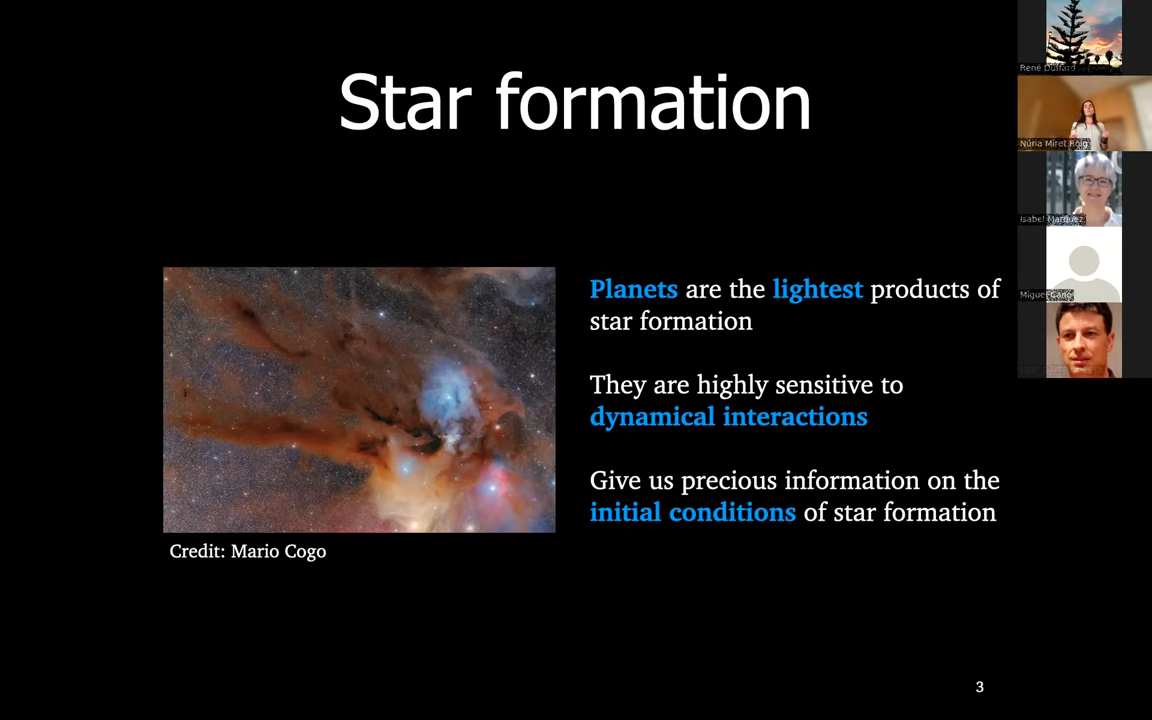 Star formation
Planets are the lightest products of
star formation
They are highly sensitive to
dynamical interactions
Give us precious information on the
initial conditions of star formation
Credit: Mario Cogo
3
René Duffard
Núria Miret Roig
Isabel Marquez
Miguel